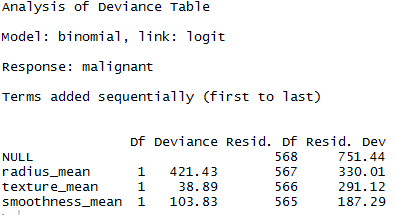 Analysis of Deviance Table
Model: binomial, link: logit
Response: malignant
Terms added sequentially (first to last)
Df Deviance Resid. Df Resid. Dev
NULL 568 751.44
radius_mean 1 421.43 567 330.01
texture_mean 1 38.89 566 291.12
smoothness_mean 1 103.83 565 187.29